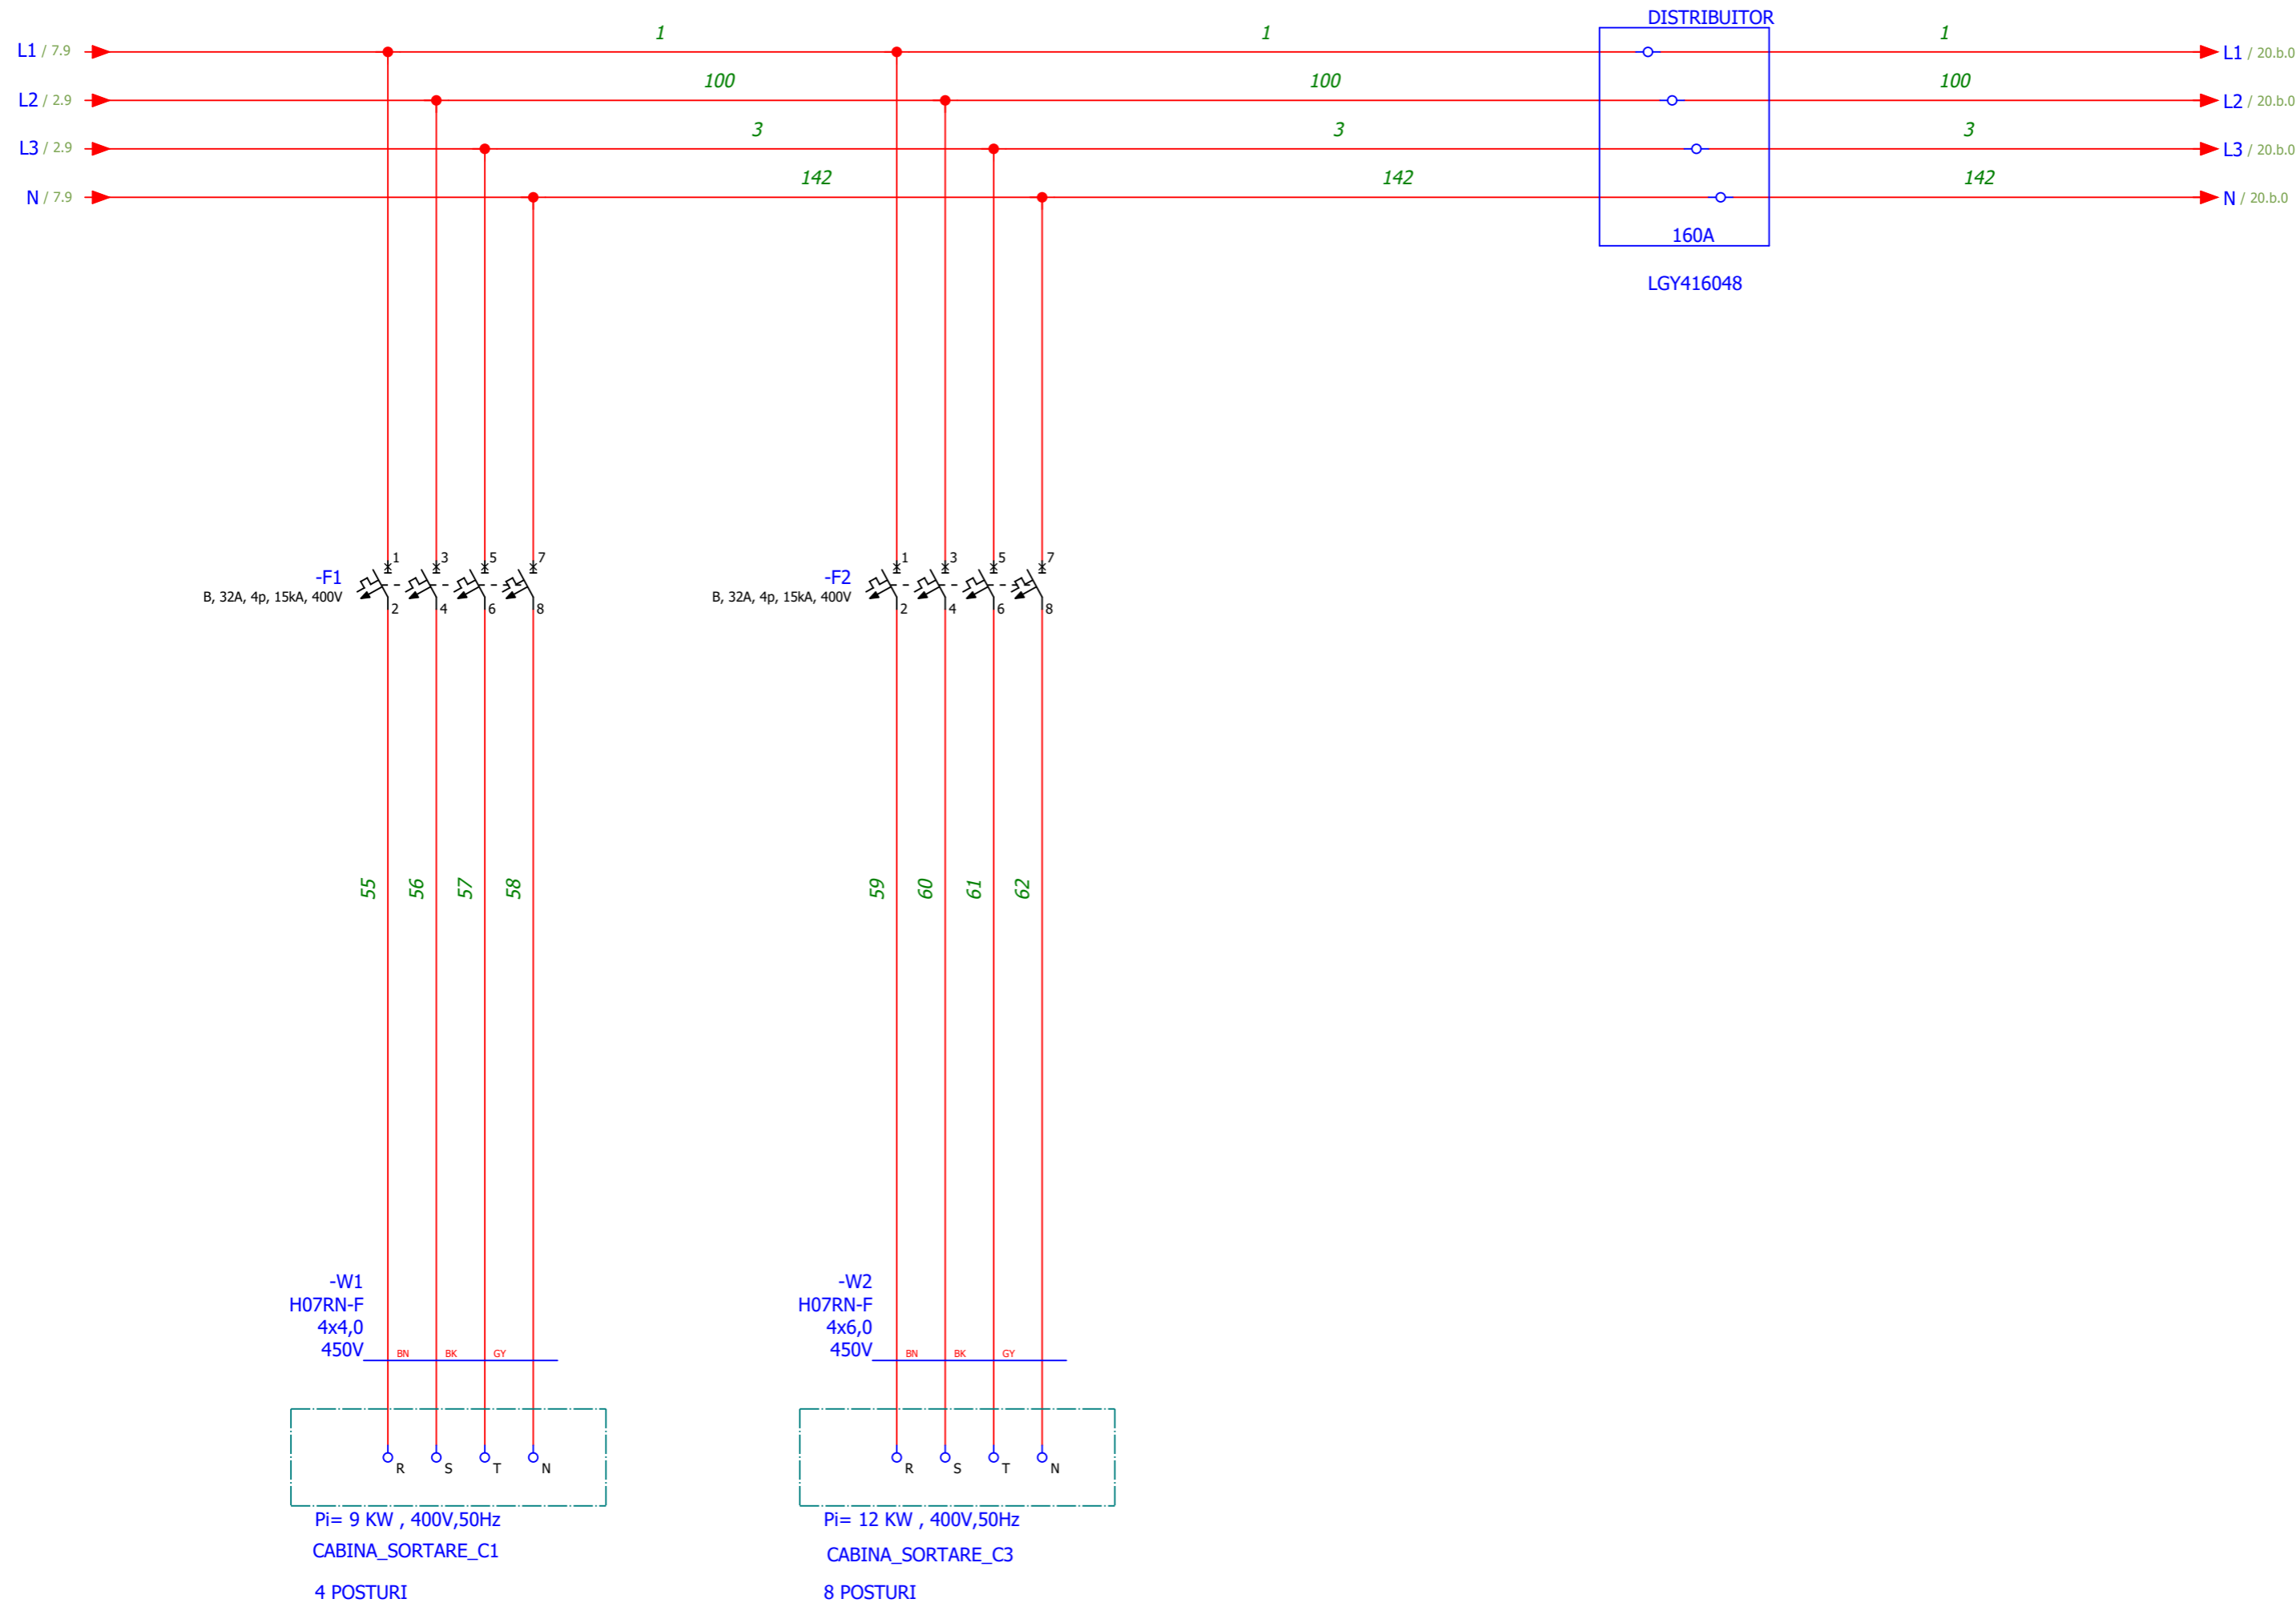 DISTRIBUITOR
L1 / 7.9
1
1
1
L1 / 20.b.0
L2 / 2.9
100
100
100
L2 / 20.b.0
L3 / 2.9
3
3
3
L3 / 20.b.0
N / 7.9
142
142
142
N / 20.b.0
160A
LGY416048
-F1
B, 32A, 4p, 15kA, 400V
1 3 5 7
2 4 6 8
-F2
B, 32A, 4p, 15kA, 400V
1 3 5 7
2 4 6 8
55
56
57
58
59
60
61
62
-W1
H07RN-F
4x4,0
450V
BN BK GY
-W2
H07RN-F
4x6,0
450V
BN BK GY
R S T N
R S T N
Pi= 9 KW , 400V,50Hz
CABINA_SORTARE_C1
4 POSTURI
Pi= 12 KW , 400V,50Hz
CABINA_SORTARE_C3
8 POSTURI